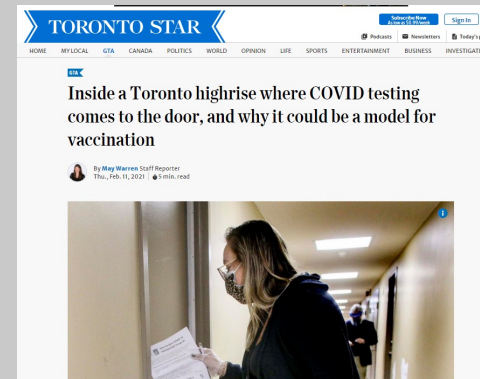 TORONTO STAR
Subscribe Now
Sign In
Podcasts Newsletters Today's
HOME MY LOCAL GTA CANADA POLITICS WORLD OPINION LIFE SPORTS ENTERTAINMENT BUSINESS INVESTIGATI
GTA
Inside a Toronto highrise where COVID testing
comes to the door, and why it could be a model for
vaccination
By May Warren Staff Reporter
Thu., Feb. 11, 2021 5 min. read